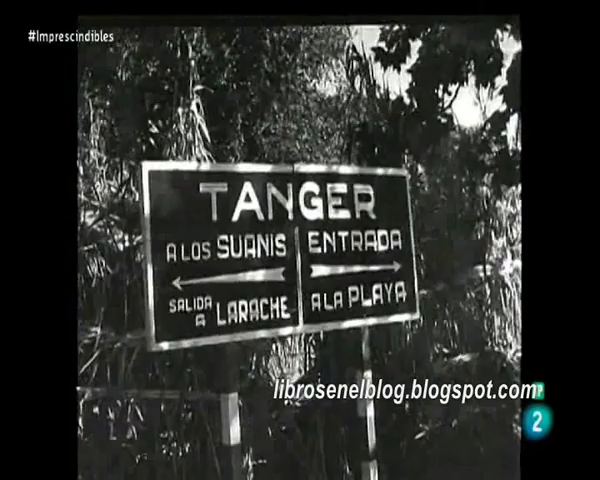 #Imprescindibles
TANGER
A LOS SUANIS
SALIDA A LARACHE
ENTRADA
A LA PLAYA
librosenelblog.blogspot.com
2